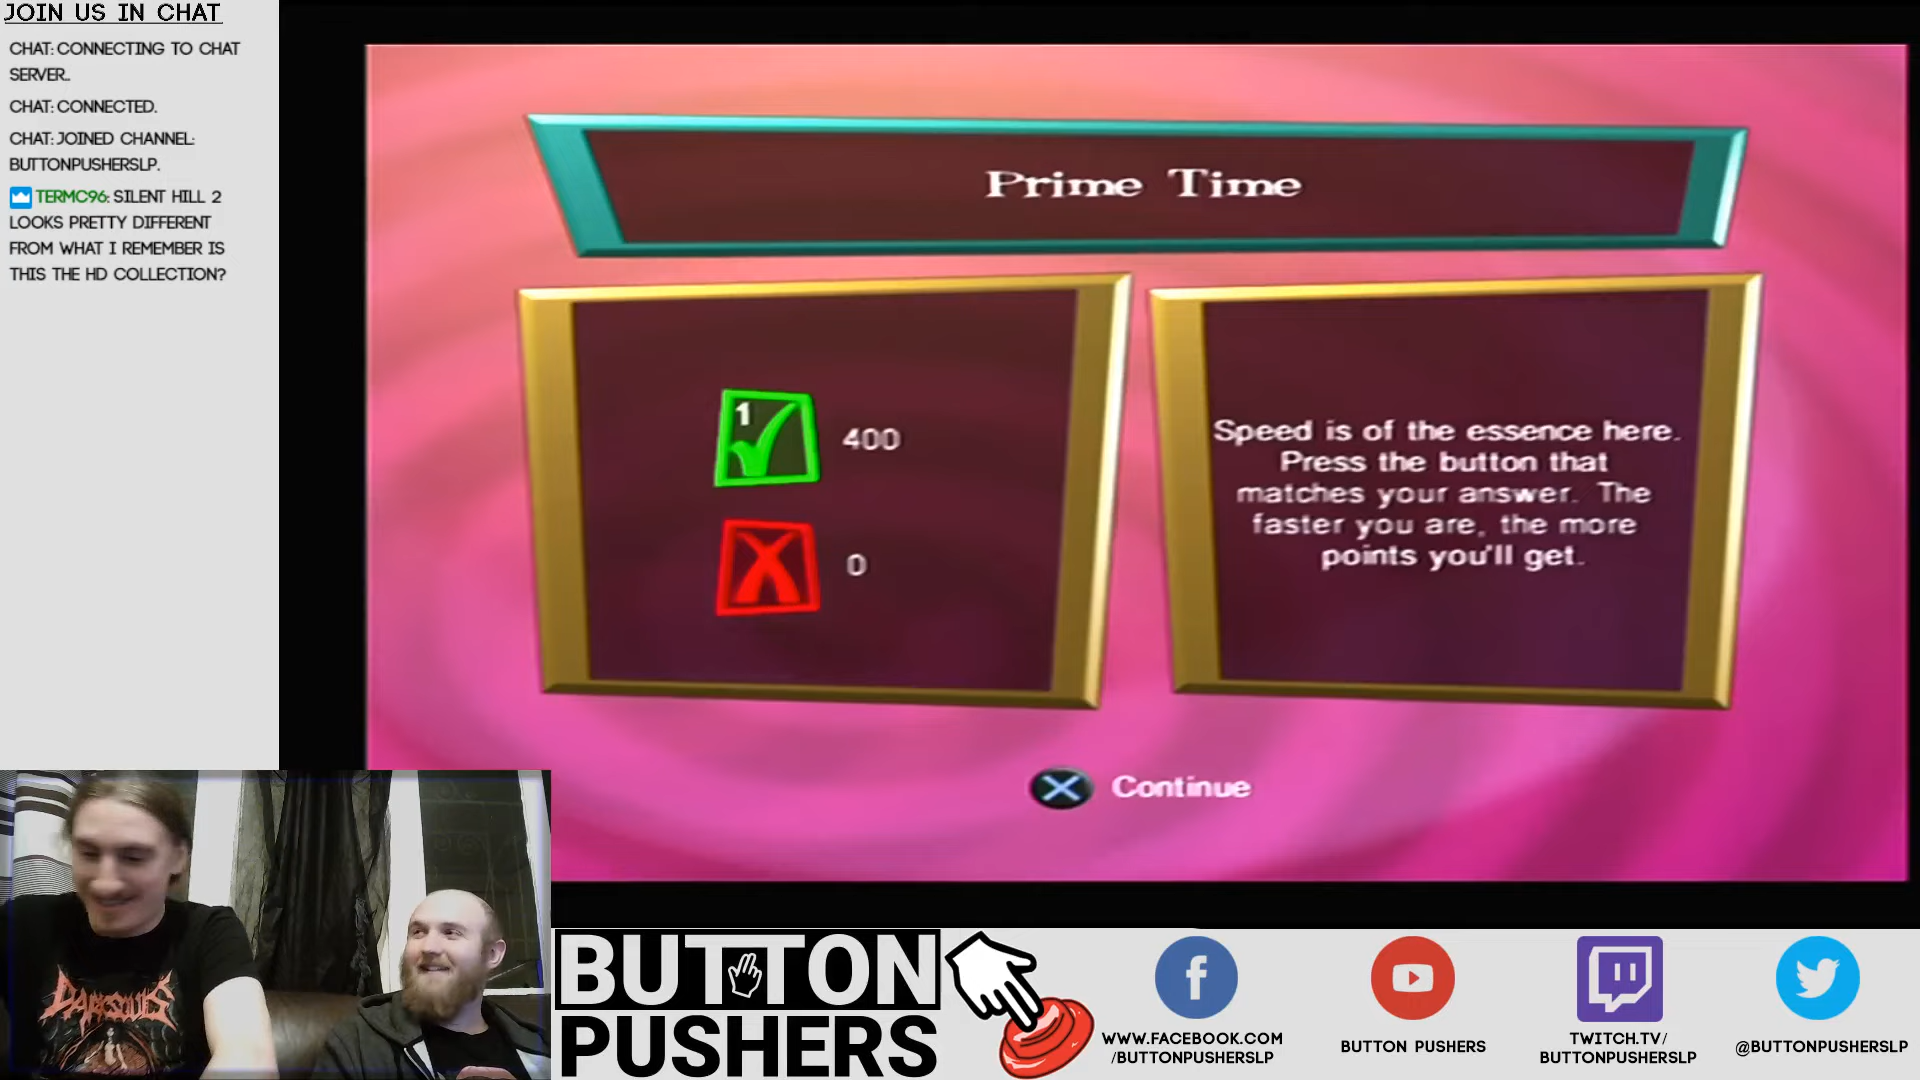 JOIN US IN CHAT
CHAT: CONNECTING TO CHAT
SERVER..
CHAT: CONNECTED.
CHAT: JOINED CHANNEL:
BUTTONPUSHERSLP.
TERMC96: SILENT HILL 2
LOOKS PRETTY DIFFERENT
FROM WHAT I REMEMBER IS
THIS THE HD COLLECTION?
Prime Time
1
400
0
Speed is of the essence here.
Press the button that
matches your answer. The
faster you are, the more
points you'll get.
Continue
DARK SOULS
BUTTON
PUSHERS
WWW.FACEBOOK.COM
/BUTTONPUSHERSLP
BUTTON PUSHERS
TWITCH.TV/
BUTTONPUSHERSLP
@BUTTONPUSHERSLP